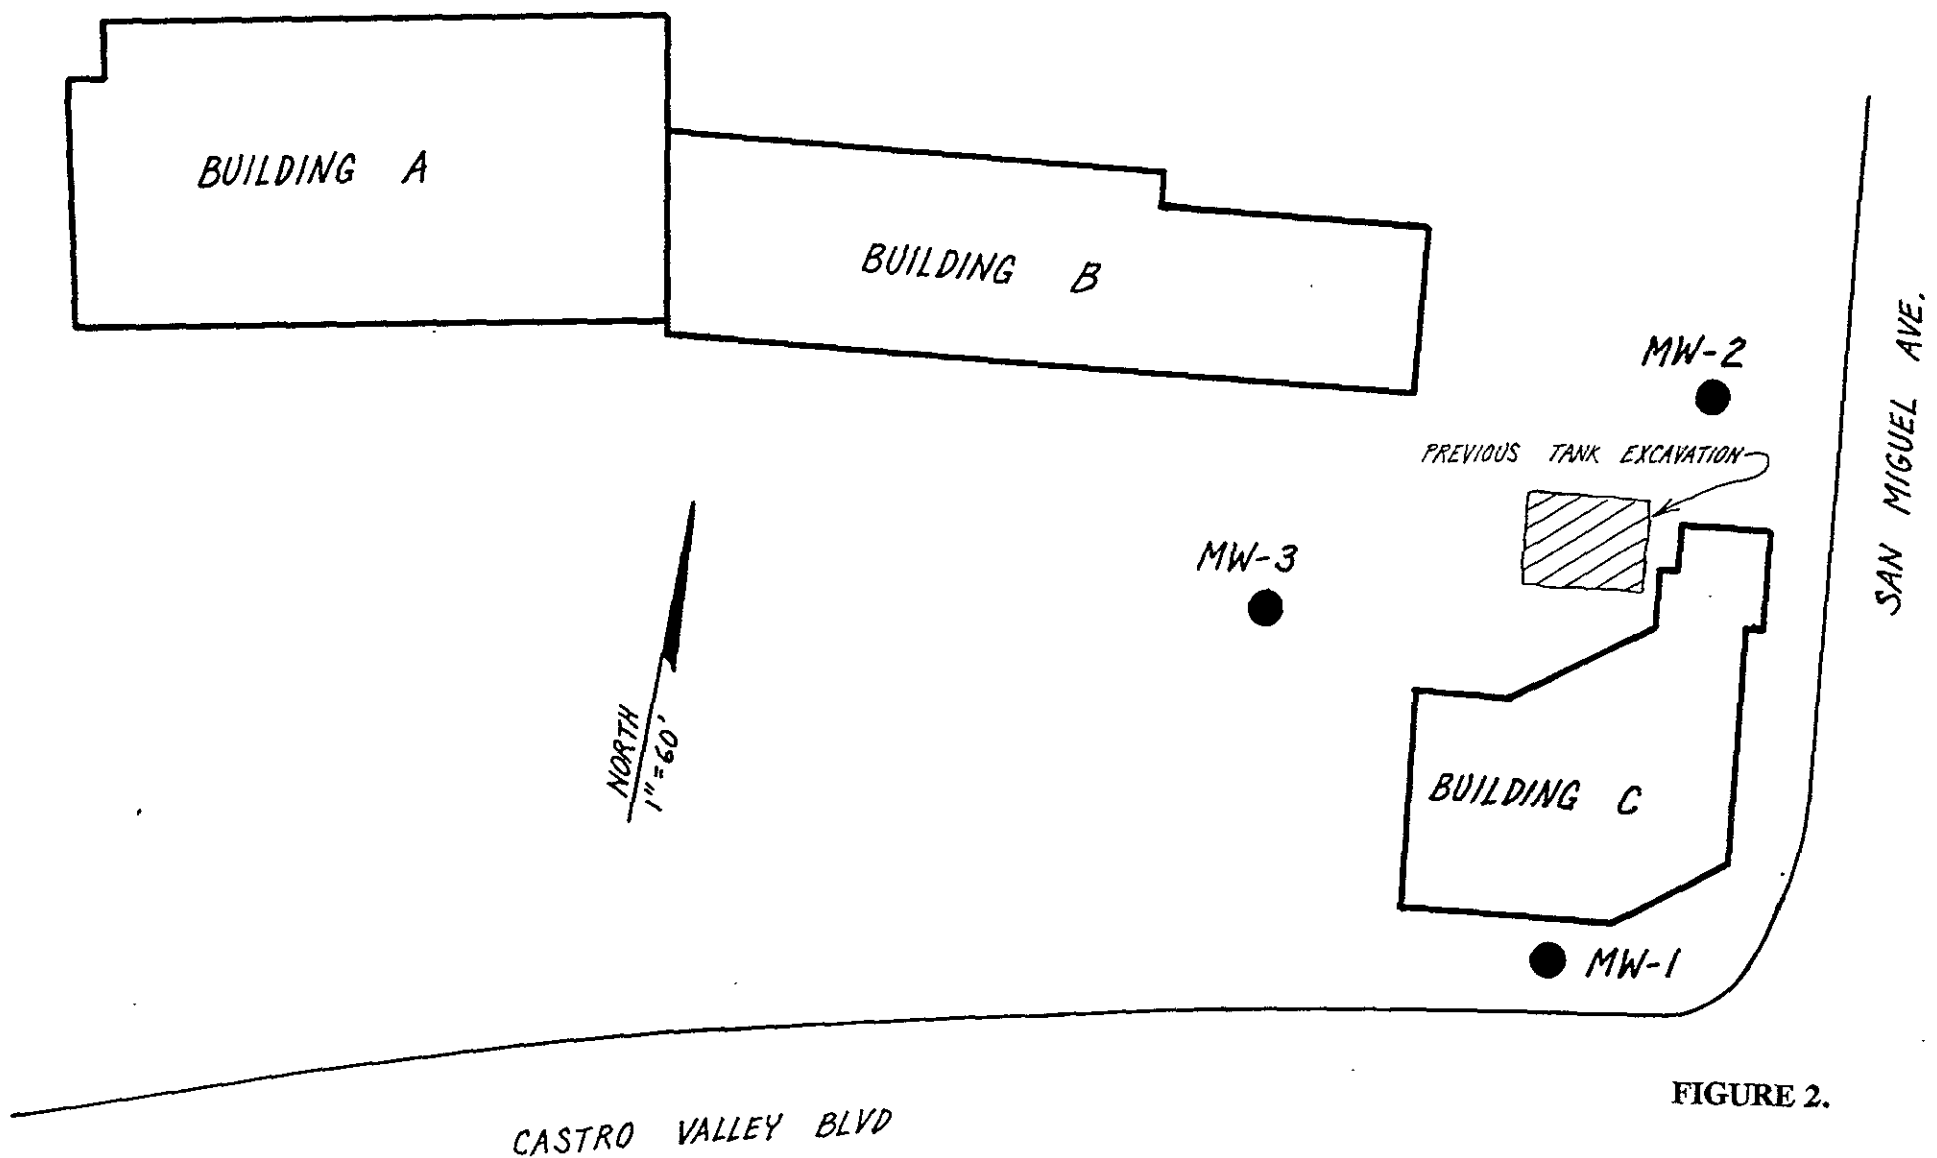 BUILDING A
BUILDING B
MW-2
PREVIOUS TANK EXCAVATION
SAN MIGUEL AVE.
MW-3
NORTH
1"=60'
BUILDING C
MW-1
FIGURE 2.
CASTRO VALLEY BLVD